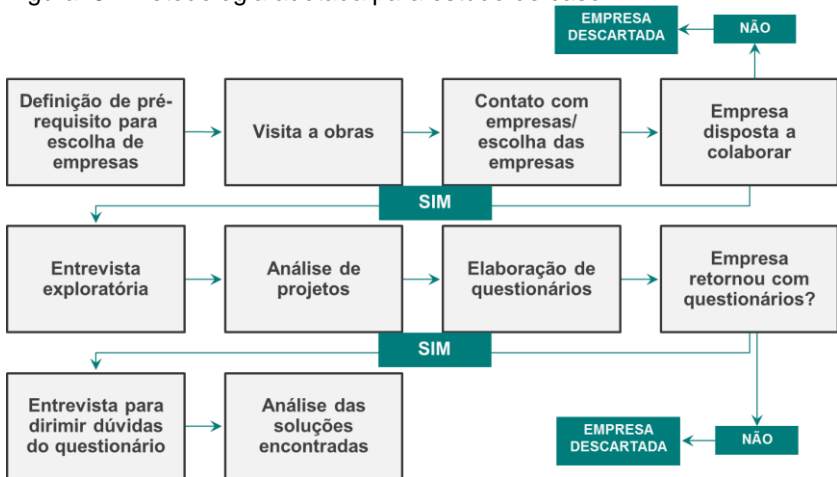 EMPRESA
DESCARTADA
NÃO
Definição de pré-
requisito para
escolha de
empresas
Visita a obras
Contato com
empresas/
escolha das
empresas
Empresa
disposta a
colaborar
SIM
Entrevista
exploratória
Análise de
projetos
Elaboração de
questionários
Empresa
retornou com
questionários?
SIM
Entrevista para
dirimir dúvidas
do questionário
Análise das
soluções
encontradas
EMPRESA
DESCARTADA
NÃO